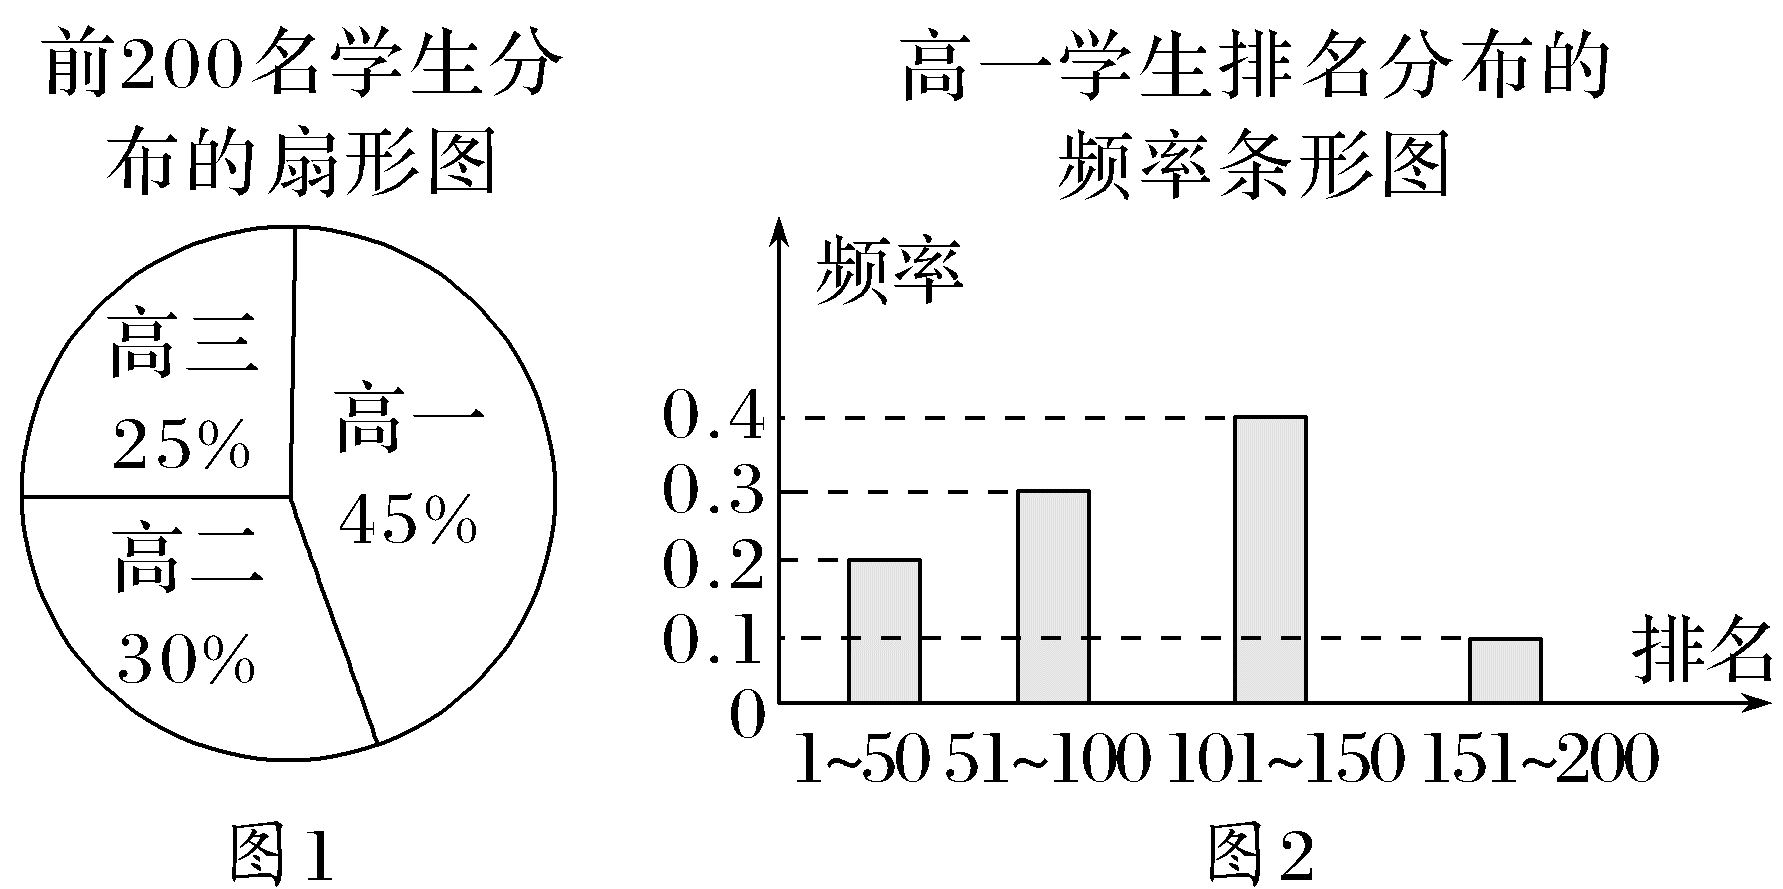 前200名学生分
布的扇形图
高三
25%
高一
45%
高二
30%
图1
高一学生排名分布的
频率条形图
频率
0.4
0.3
0.2
0.1
0
排名
1~50 51~100 101~150 151~200
图2